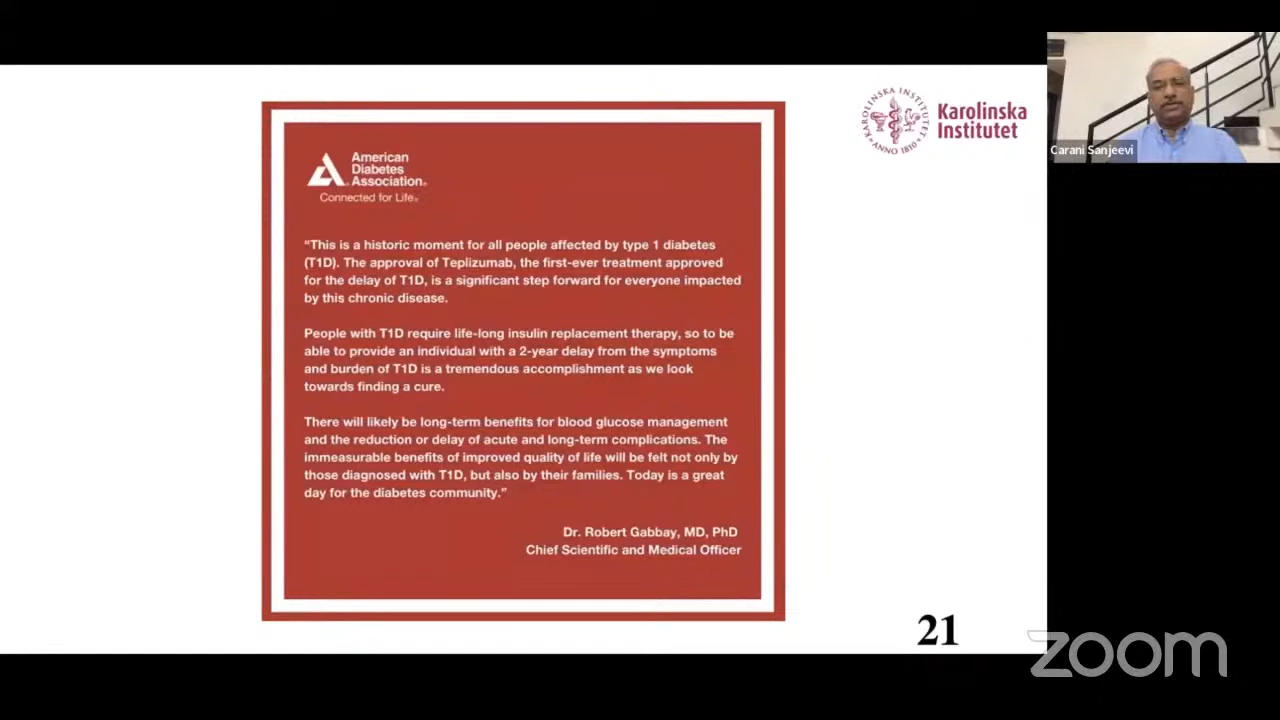 American
Diabetes
Association®
Connected for Life®
"This is a historic moment for all people affected by type 1 diabetes
(T1D). The approval of Teplizumab, the first-ever treatment approved
for the delay of T1D, is a significant step forward for everyone impacted
by this chronic disease.
People with T1D require life-long insulin replacement therapy, so to be
able to provide an individual with a 2-year delay from the symptoms
and burden of T1D is a tremendous accomplishment as we look
towards finding a cure.
There will likely be long-term benefits for blood glucose management
and the reduction or delay of acute and long-term complications. The
immeasurable benefits of improved quality of life will be felt not only by
those diagnosed with T1D, but also by their families. Today is a great
day for the diabetes community."
Dr. Robert Gabbay, MD, PhD
Chief Scientific and Medical Officer
KAROLINSKA INSTITUTET
ANNO 1810
Karolinska
Institutet
Carani Sanjeevi
21
zoom